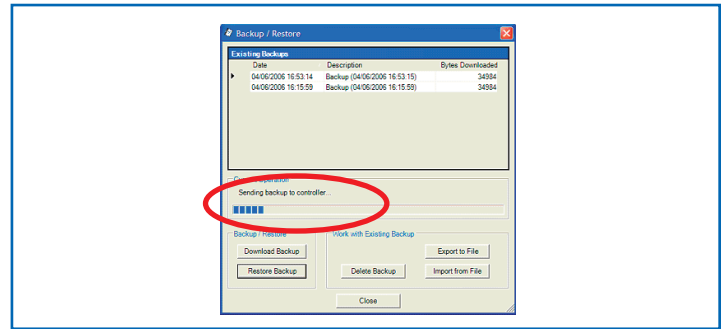 Backup / Restore
Existing Backups
Date Description Bytes Downloaded
04/06/2006 16:53:14 Backup (04/06/2006 16:53:15) 34984
04/06/2006 16:15:59 Backup (04/06/2006 16:15:59) 34984
Current Operation
Sending backup to controller...
Backup / Restore Work with Existing Backup
Download Backup Export to File
Restore Backup Delete Backup Import from File
Close